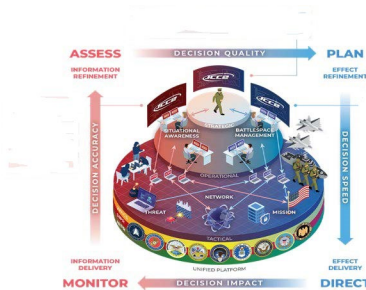 ASSESS
DECISION QUALITY
PLAN
INFORMATION
REFINEMENT
EFFECT
REFINEMENT
JCC2
JCC2
JCC2
STRATEGIC
SITUATIONAL
AWARENESS
BATTLESPACE
MANAGEMENT
DECISION ACCURACY
DECISION SPEED
OPERATIONAL
NETWORK
THREAT
MISSION
TACTICAL
INFORMATION
DELIVERY
UNIFIED PLATFORM
EFFECT
DELIVERY
MONITOR
DECISION IMPACT
DIRECT